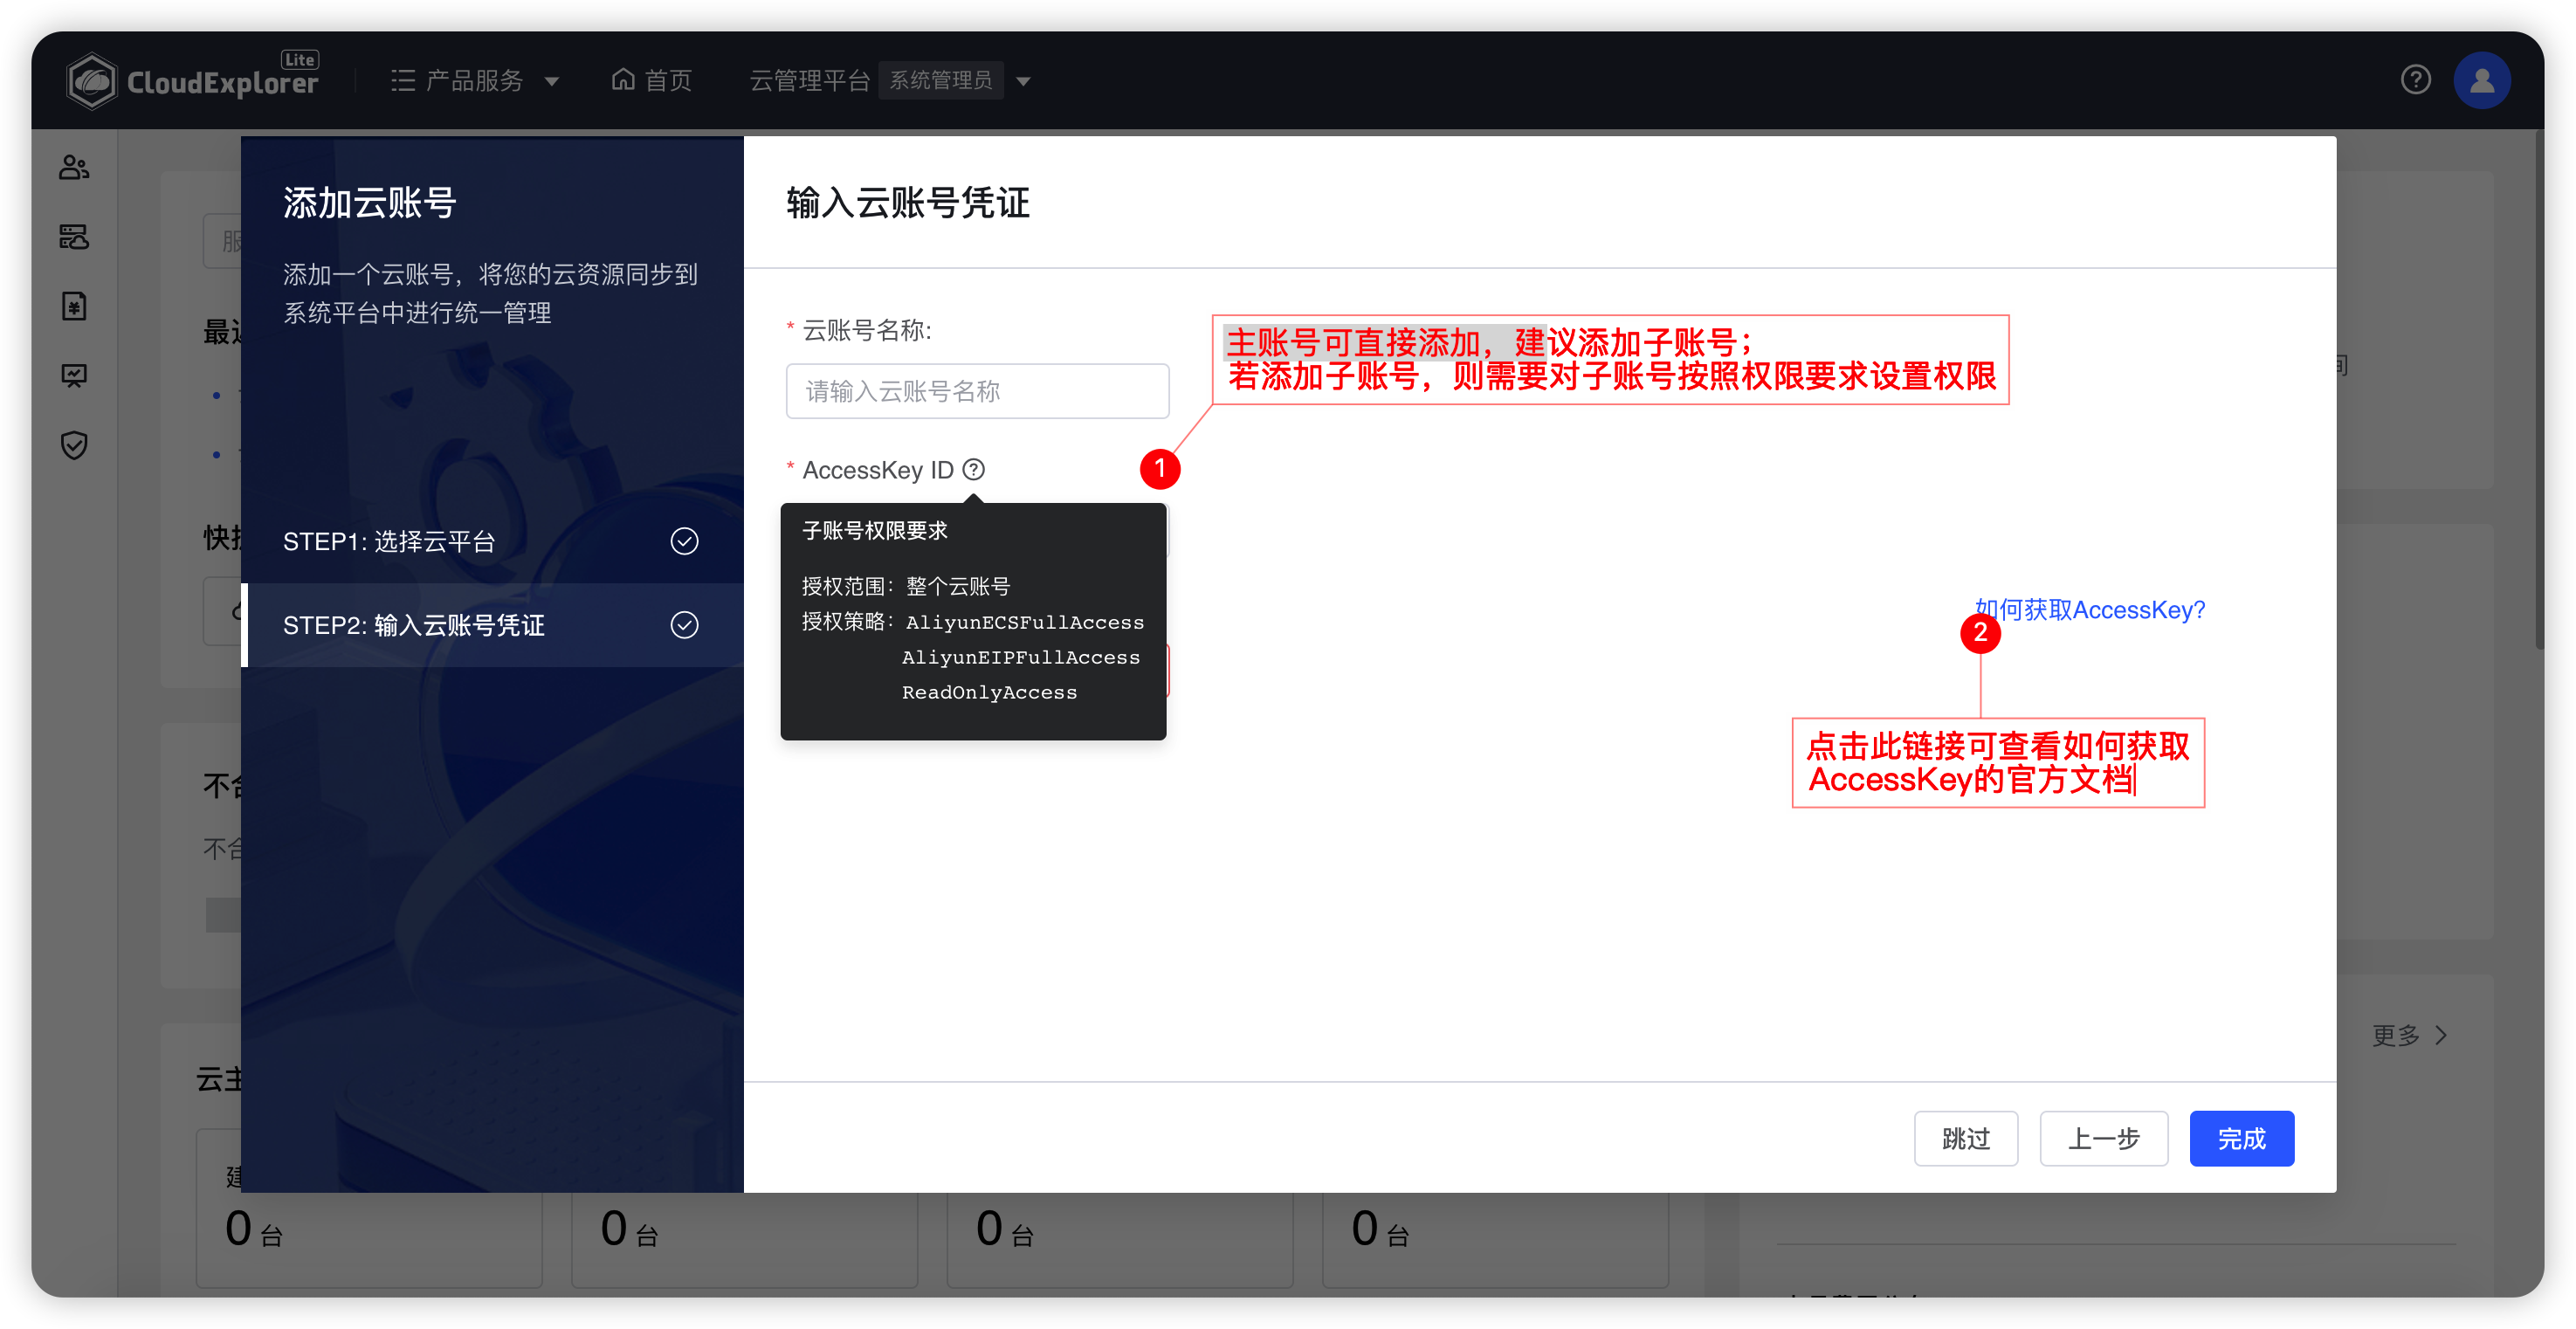 CloudExplorer Lite
产品服务
首页
云管理平台 系统管理员
添加云账号
添加一个云账号，将您的云资源同步到
系统平台中进行统一管理
STEP1: 选择云平台
STEP2: 输入云账号凭证
输入云账号凭证
* 云账号名称:
请输入云账号名称
主账号可直接添加，建议添加子账号；
若添加子账号，则需要对子账号按照权限要求设置权限
* AccessKey ID
1
子账号权限要求
授权范围：整个云账号
授权策略：AliyunECSFullAccess
AliyunEIPFullAccess
ReadOnlyAccess
如何获取AccessKey?
2
点击此链接可查看如何获取
AccessKey的官方文档
跳过
上一步
完成
更多
不合
不合
云主
0 台
0 台
0 台
0 台